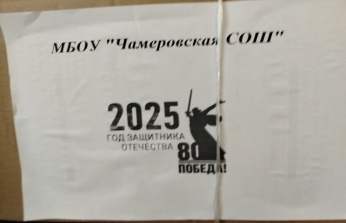 МБОУ "Чамеровская СОШ"
2025
ГОД ЗАЩИТНИКА
ОТЕЧЕСТВА
80
ПОБЕДА!